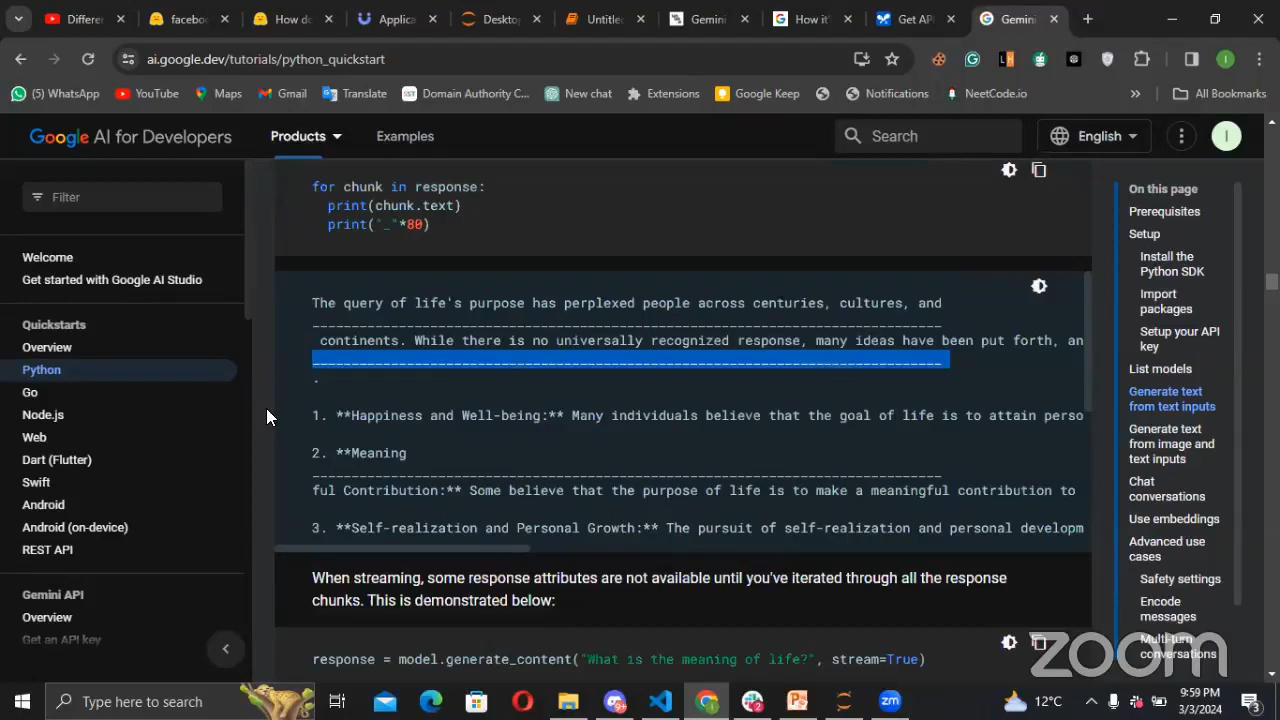 Differen
facebook
How do
Applica
Deskto
Untitled
Gemini
How it'
Get API
Gemini
ai.google.dev/tutorials/python_quickstart
(5) WhatsApp
YouTube
Maps
Gmail
Translate
Domain Authority C...
New chat
Extensions
Google Keep
Notifications
NeetCode.io
»
All Bookmarks
Google AI for Developers
Products
Examples
Search
English
I
Filter
Welcome
Get started with Google AI Studio
Quickstarts
Overview
Python
Go
Node.js
Web
Dart (Flutter)
Swift
Android
Android (on-device)
REST API
Gemini API
Overview
Get an API key
for chunk in response:
print(chunk.text)
print("_"*80)
The query of life's purpose has perplexed people across centuries, cultures, and
________________________________________________________________________________
continents. While there is no universally recognized response, many ideas have been put forth, an
________________________________________________________________________________
.
1. **Happiness and Well-being:** Many individuals believe that the goal of life is to attain perso
2. **Meaning
________________________________________________________________________________
ful Contribution:** Some believe that the purpose of life is to make a meaningful contribution to
3. **Self-realization and Personal Growth:** The pursuit of self-realization and personal developm
When streaming, some response attributes are not available until you've iterated through all the response
chunks. This is demonstrated below:
response = model.generate_content("What is the meaning of life?", stream=True)
On this page
Prerequisites
Setup
Install the
Python SDK
Import
packages
Setup your API
key
List models
Generate text
from text inputs
Generate text
from image and
text inputs
Chat
conversations
Use embeddings
Advanced use
cases
Safety settings
Encode
messages
Multi-turn
conversations
zoom
Type here to search
12°C
9:59 PM
3/3/2024